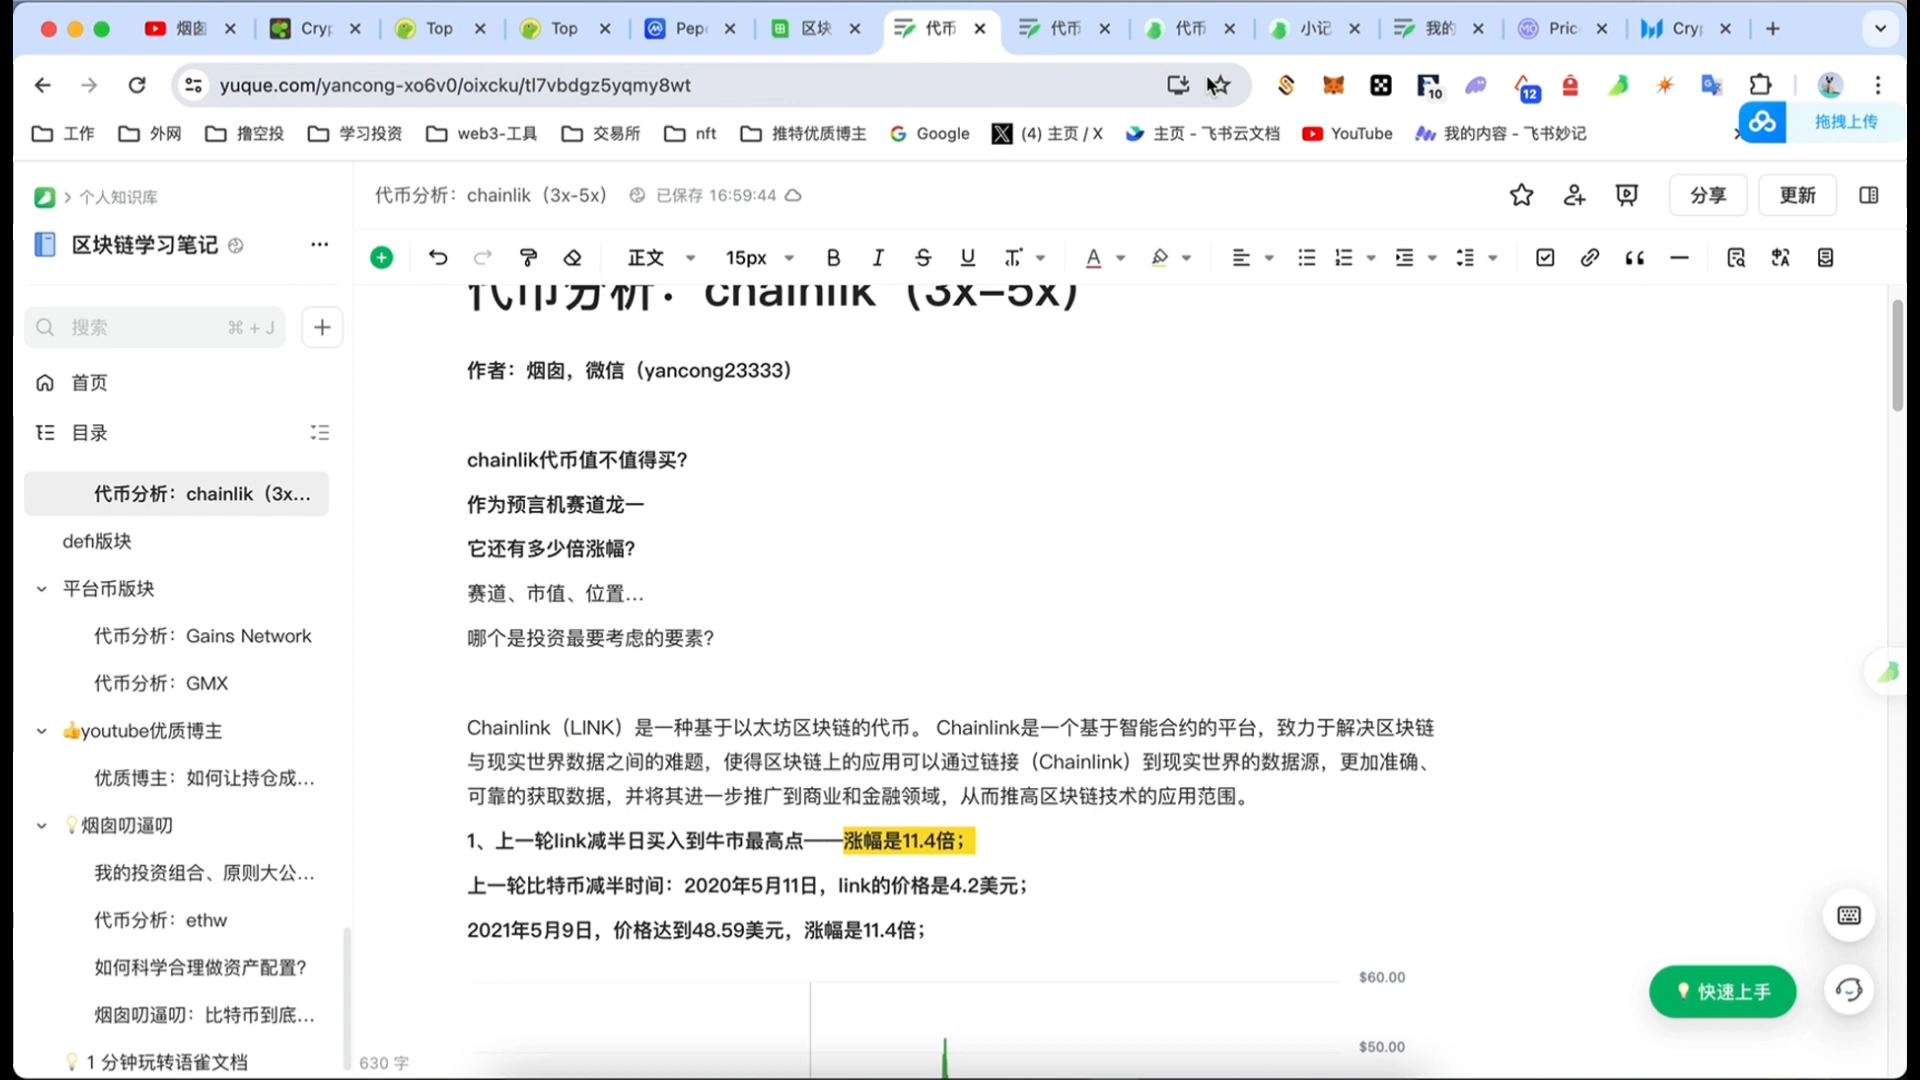 烟囱
Cryp
Top
Top
Pep
区块
代币
代币
代币
小记
我的
Pric
Cryp
yuque.com/yancong-xo6v0/oixcku/tl7vbdgz5yqmy8wt
10
12
工作
外网
撸空投
学习投资
web3-工具
交易所
nft
推特优质博主
Google
(4) 主页 / X
主页 - 飞书云文档
YouTube
我的内容 - 飞书妙记
拖拽上传
个人知识库
区块链学习笔记
搜索
⌘ + J
首页
目录
代币分析：chainlik（3x...
defi版块
平台币版块
代币分析：Gains Network
代币分析：GMX
👍youtube优质博主
优质博主：如何让持仓成...
💡烟囱叨逼叨
我的投资组合、原则大公...
代币分析：ethw
如何科学合理做资产配置？
烟囱叨逼叨：比特币到底...
💡 1 分钟玩转语雀文档
代币分析：chainlik（3x-5x）
已保存 16:59:44
分享
更新
正文
15px
代币分析：chainlik（3x-5x）
作者：烟囱，微信（yancong23333）
chainlik代币值不值得买？
作为预言机赛道龙一
它还有多少倍涨幅？
赛道、市值、位置...
哪个是投资最要考虑的要素？
Chainlink（LINK）是一种基于以太坊区块链的代币。 Chainlink是一个基于智能合约的平台，致力于解决区块链
与现实世界数据之间的难题，使得区块链上的应用可以通过链接（Chainlink）到现实世界的数据源，更加准确、
可靠的获取数据，并将其进一步推广到商业和金融领域，从而推高区块链技术的应用范围。
1、上一轮link减半日买入到牛市最高点——涨幅是11.4倍；
上一轮比特币减半时间：2020年5月11日，link的价格是4.2美元；
2021年5月9日，价格达到48.59美元，涨幅是11.4倍；
$60.00
$50.00
630 字
💡 快速上手